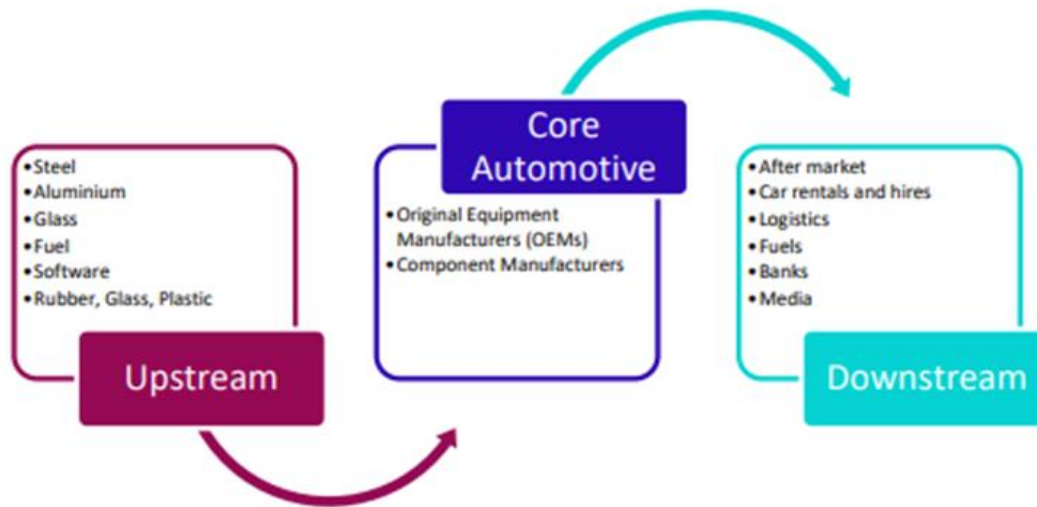 •Steel
•Aluminium
•Glass
•Fuel
•Software
•Rubber, Glass, Plastic
Upstream
Core
Automotive
•Original Equipment
Manufacturers (OEMs)
•Component Manufacturers
•After market
•Car rentals and hires
•Logistics
•Fuels
•Banks
•Media
Downstream